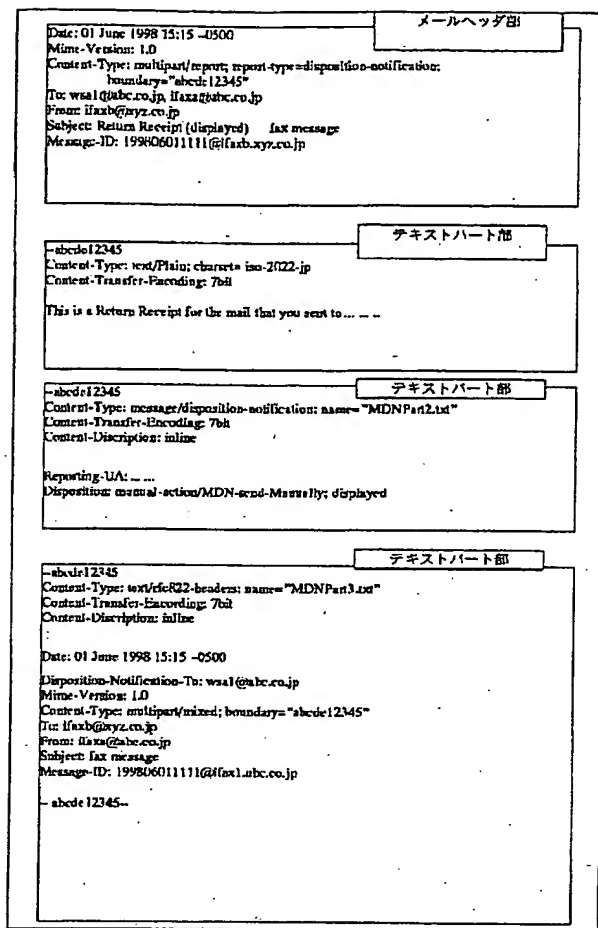 メールヘッダ部
Date: 01 June 1998 15:15 -0500
Mime-Version: 1.0
Content-Type: multipart/report; report-type=disposition-notification;
boundary="abcde12345"
To: wsa1@abc.co.jp, ifaxa@abc.co.jp
From: ifaxb@xyz.co.jp
Subject: Return Receipt (displayed) fax message
Message-ID: 199806011111@ifaxb.xyz.co.jp
テキストパート部
--abcde12345
Content-Type: text/Plain; charset= iso-2022-jp
Content-Transfer-Encoding: 7bit
This is a Return Receipt for the mail that you sent to... ... ..
テキストパート部
--abcde12345
Content-Type: message/disposition-notification; name="MDNPart2.txt"
Content-Transfer-Encoding: 7bit
Content-Discription: inline
Reporting-UA: ... ...
Disposition: manual-action/MDN-send-Manually; displayed
テキストパート部
--abcde12345
Content-Type: text/rfc822-headers; name="MDNPart3.txt"
Content-Transfer-Encording: 7bit
Content-Discription: inline
:
Date: 01 June 1998 15:15 -0500
Disposition-Notification-To: wsa1@abc.co.jp
Mime-Version: 1.0
Content-Type: multipart/mixed; boundary="abcde12345"
To: ifaxb@xyz.co.jp
From: ifaxa@abc.co.jp
Subject: fax message
Message-ID: 199806011111@ifax1.abc.co.jp
-- abcde12345--